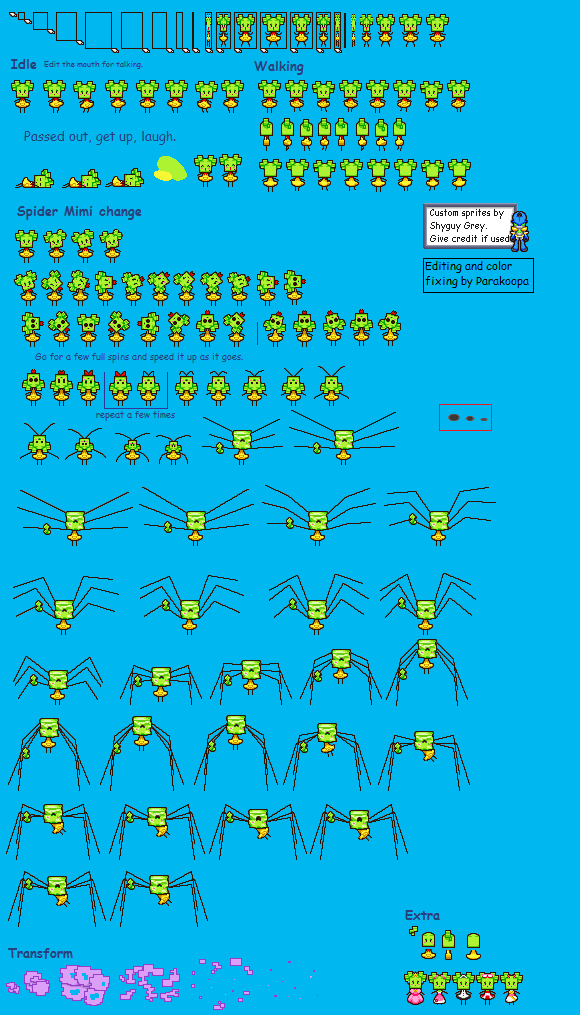 Idle Edit the mouth for talking.
Walking
Passed out, get up, laugh.
Spider Mimi change
Custom sprites by
Shyguy Grey.
Give credit if used
Editing and color
fixing by Parakoopa
Go for a few full spins and speed it up as it goes.
repeat a few times
Extra
Transform